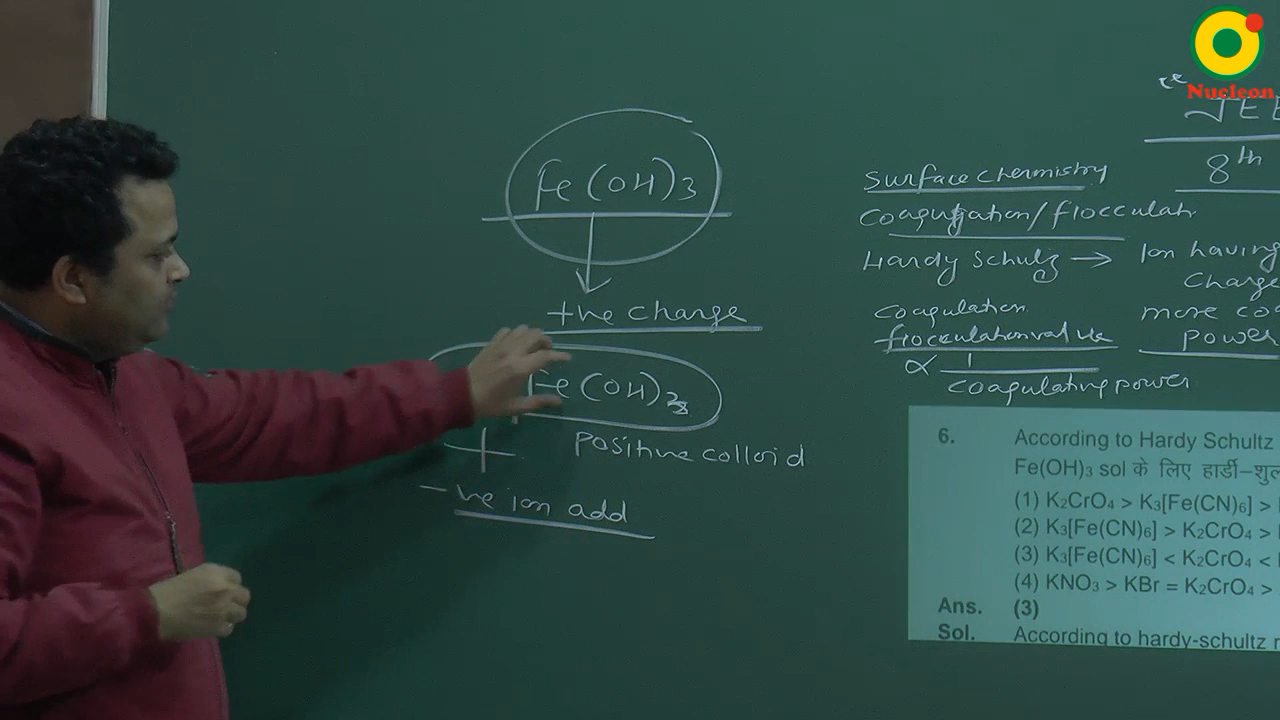 Nucleon
JEE
8th
Fe(OH)3
+ve charge
Fe(OH)3
positive colloid
+
-ve ion add
Surface chemistry
Coagulation/flocculati
Hardy Schulz → Ion having
charge
Coagulation more coa
flocculation value power
∝ 1
coagulating power
6. According to Hardy Schultz
Fe(OH)₃ sol के लिए हार्डी–शुल
(1) K₂CrO₄ > K₃[Fe(CN)₆] >
(2) K₃[Fe(CN)₆] > K₂CrO₄ >
(3) K₃[Fe(CN)₆] < K₂CrO₄ <
(4) KNO₃ > KBr = K₂CrO₄ >
Ans. (3)
Sol. According to hardy-schultz